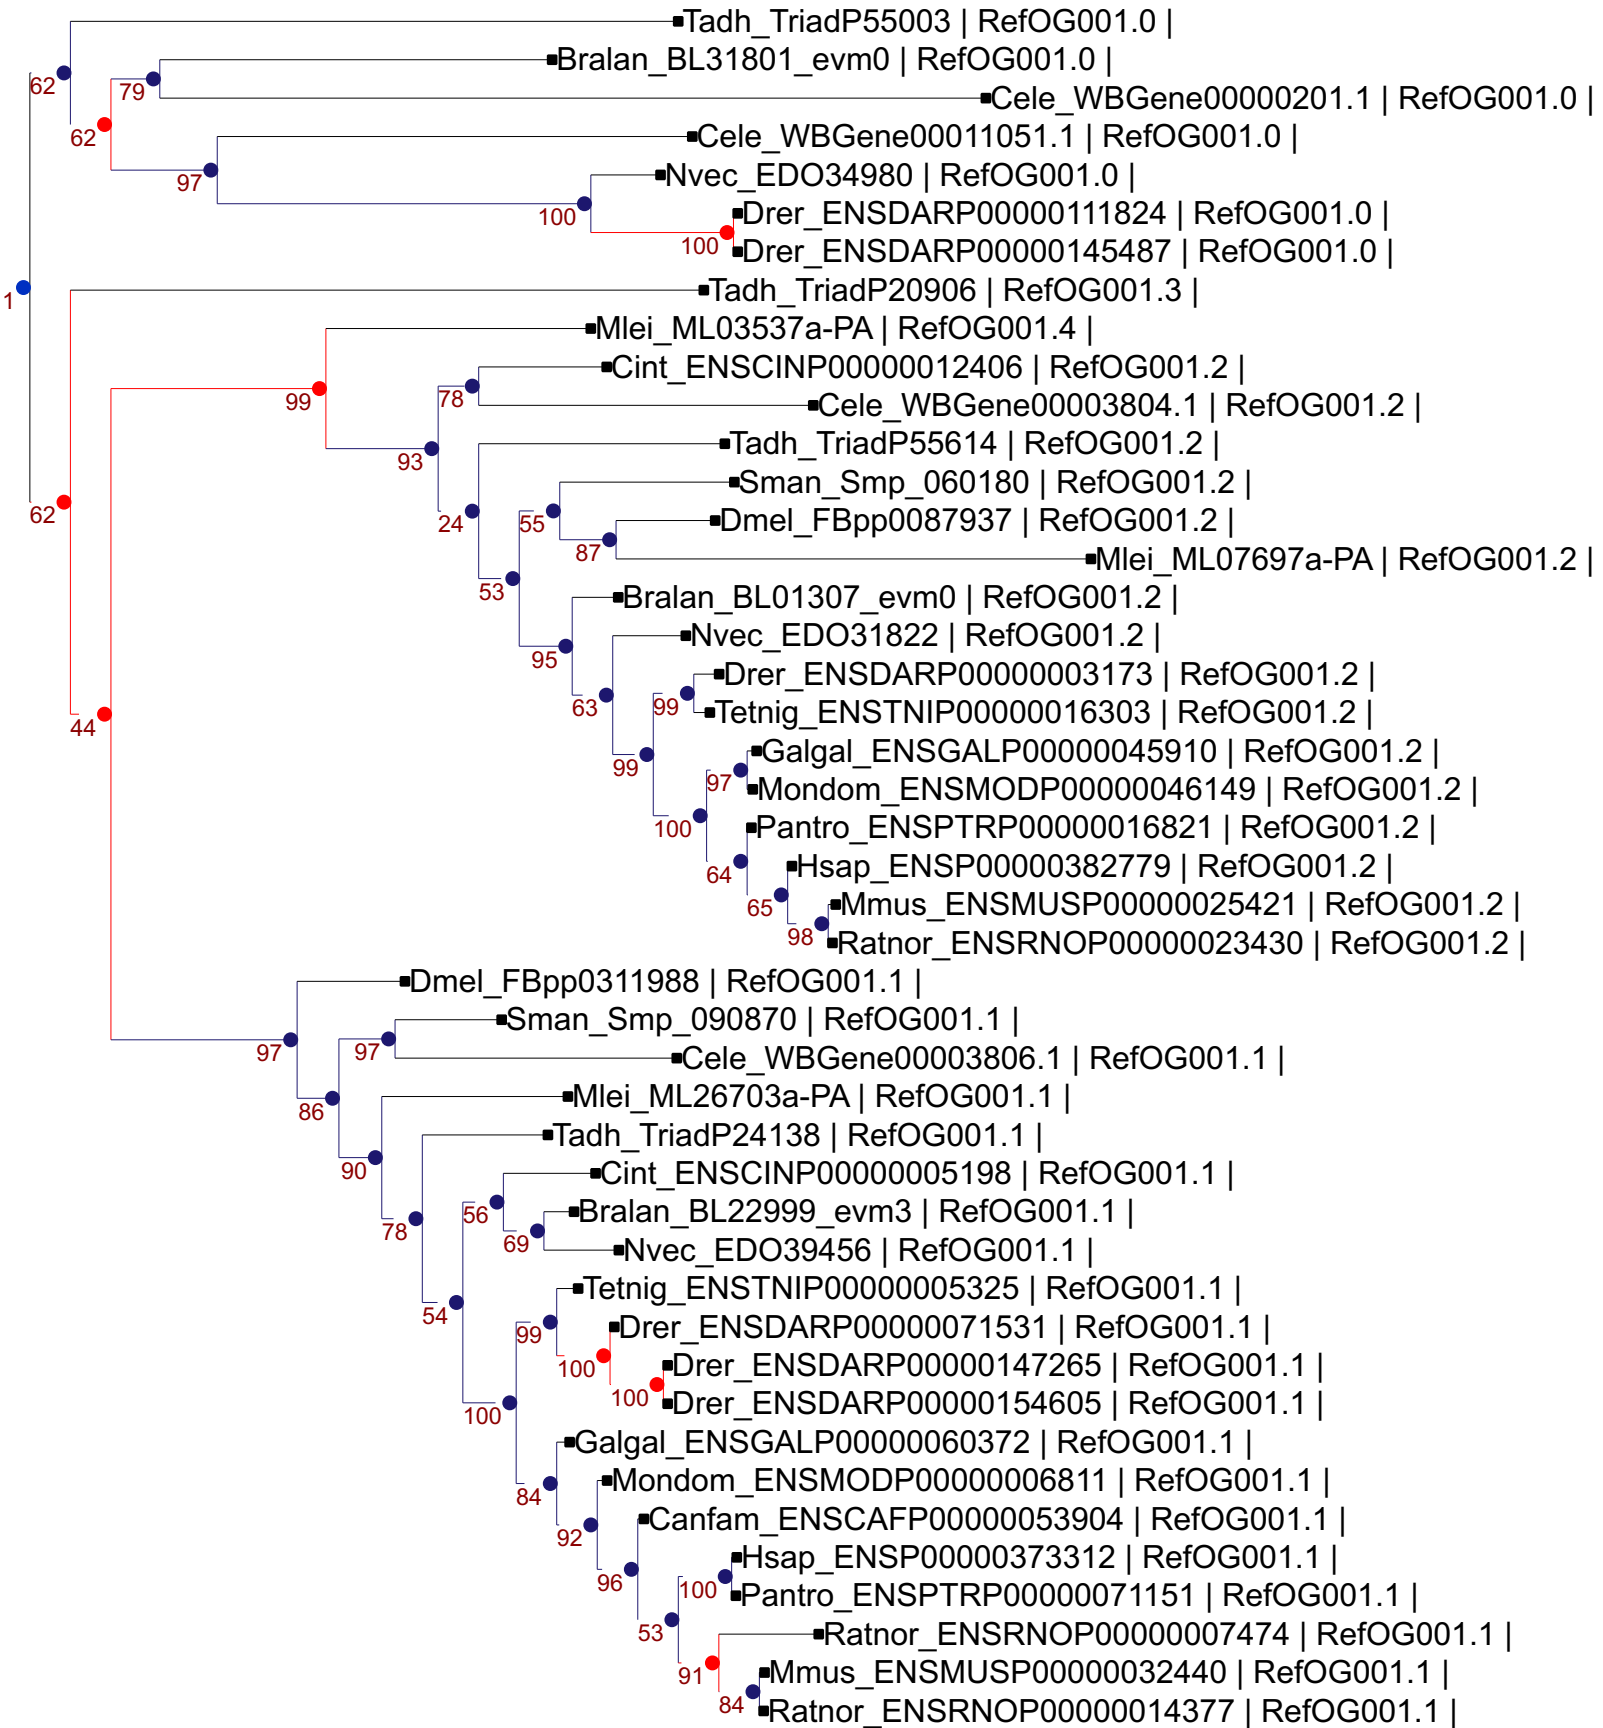 Tadh_TriadP55003 | RefOG001.0 |
Bralan_BL31801_evm0 | RefOG001.0 |
62
79
Cele_WBGene00000201.1 | RefOG001.0 |
62
Cele_WBGene00011051.1 | RefOG001.0 |
Nvec_EDO34980 | RefOG001.0 |
97
Drer_ENSDARP00000111824 | RefOG001.0 |
100
100
Drer_ENSDARP00000145487 | RefOG001.0 |
Tadh_TriadP20906 | RefOG001.3 |
1
Mlei_ML03537a-PA | RefOG001.4 |
Cint_ENSCINP00000012406 | RefOG001.2 |
99
78
Cele_WBGene00003804.1 | RefOG001.2 |
Tadh_TriadP55614 | RefOG001.2 |
93
Sman_Smp_060180 | RefOG001.2 |
62
24
55
Dmel_FBpp0087937 | RefOG001.2 |
87
Mlei_ML07697a-PA | RefOG001.2 |
53
Bralan_BL01307_evm0 | RefOG001.2 |
Nvec_EDO31822 | RefOG001.2 |
95
Drer_ENSDARP00000003173 | RefOG001.2 |
63
99
Tetnig_ENSTNIP00000016303 | RefOG001.2 |
44
Galgal_ENSGALP00000045910 | RefOG001.2 |
99
97
Mondom_ENSMODP00000046149 | RefOG001.2 |
100
Pantro_ENSPTRP00000016821 | RefOG001.2 |
Hsap_ENSP00000382779 | RefOG001.2 |
64
Mmus_ENSMUSP00000025421 | RefOG001.2 |
65
98
Ratnor_ENSRNOP00000023430 | RefOG001.2 |
Dmel_FBpp0311988 | RefOG001.1 |
Sman_Smp_090870 | RefOG001.1 |
97
97
Cele_WBGene00003806.1 | RefOG001.1 |
Mlei_ML26703a-PA | RefOG001.1 |
86
Tadh_TriadP24138 | RefOG001.1 |
90
Cint_ENSCINP00000005198 | RefOG001.1 |
Bralan_BL22999_evm3 | RefOG001.1 |
56
78
69
Nvec_EDO39456 | RefOG001.1 |
Tetnig_ENSTNIP00000005325 | RefOG001.1 |
54
Drer_ENSDARP00000071531 | RefOG001.1 |
99
Drer_ENSDARP00000147265 | RefOG001.1 |
100
100
Drer_ENSDARP00000154605 | RefOG001.1 |
100
Galgal_ENSGALP00000060372 | RefOG001.1 |
Mondom_ENSMODP00000006811 | RefOG001.1 |
84
Canfam_ENSCAFP00000053904 | RefOG001.1 |
92
Hsap_ENSP00000373312 | RefOG001.1 |
96
100
Pantro_ENSPTRP00000071151 | RefOG001.1 |
53
Ratnor_ENSRNOP00000007474 | RefOG001.1 |
91
Mmus_ENSMUSP00000032440 | RefOG001.1 |
84
Ratnor_ENSRNOP00000014377 | RefOG001.1 |